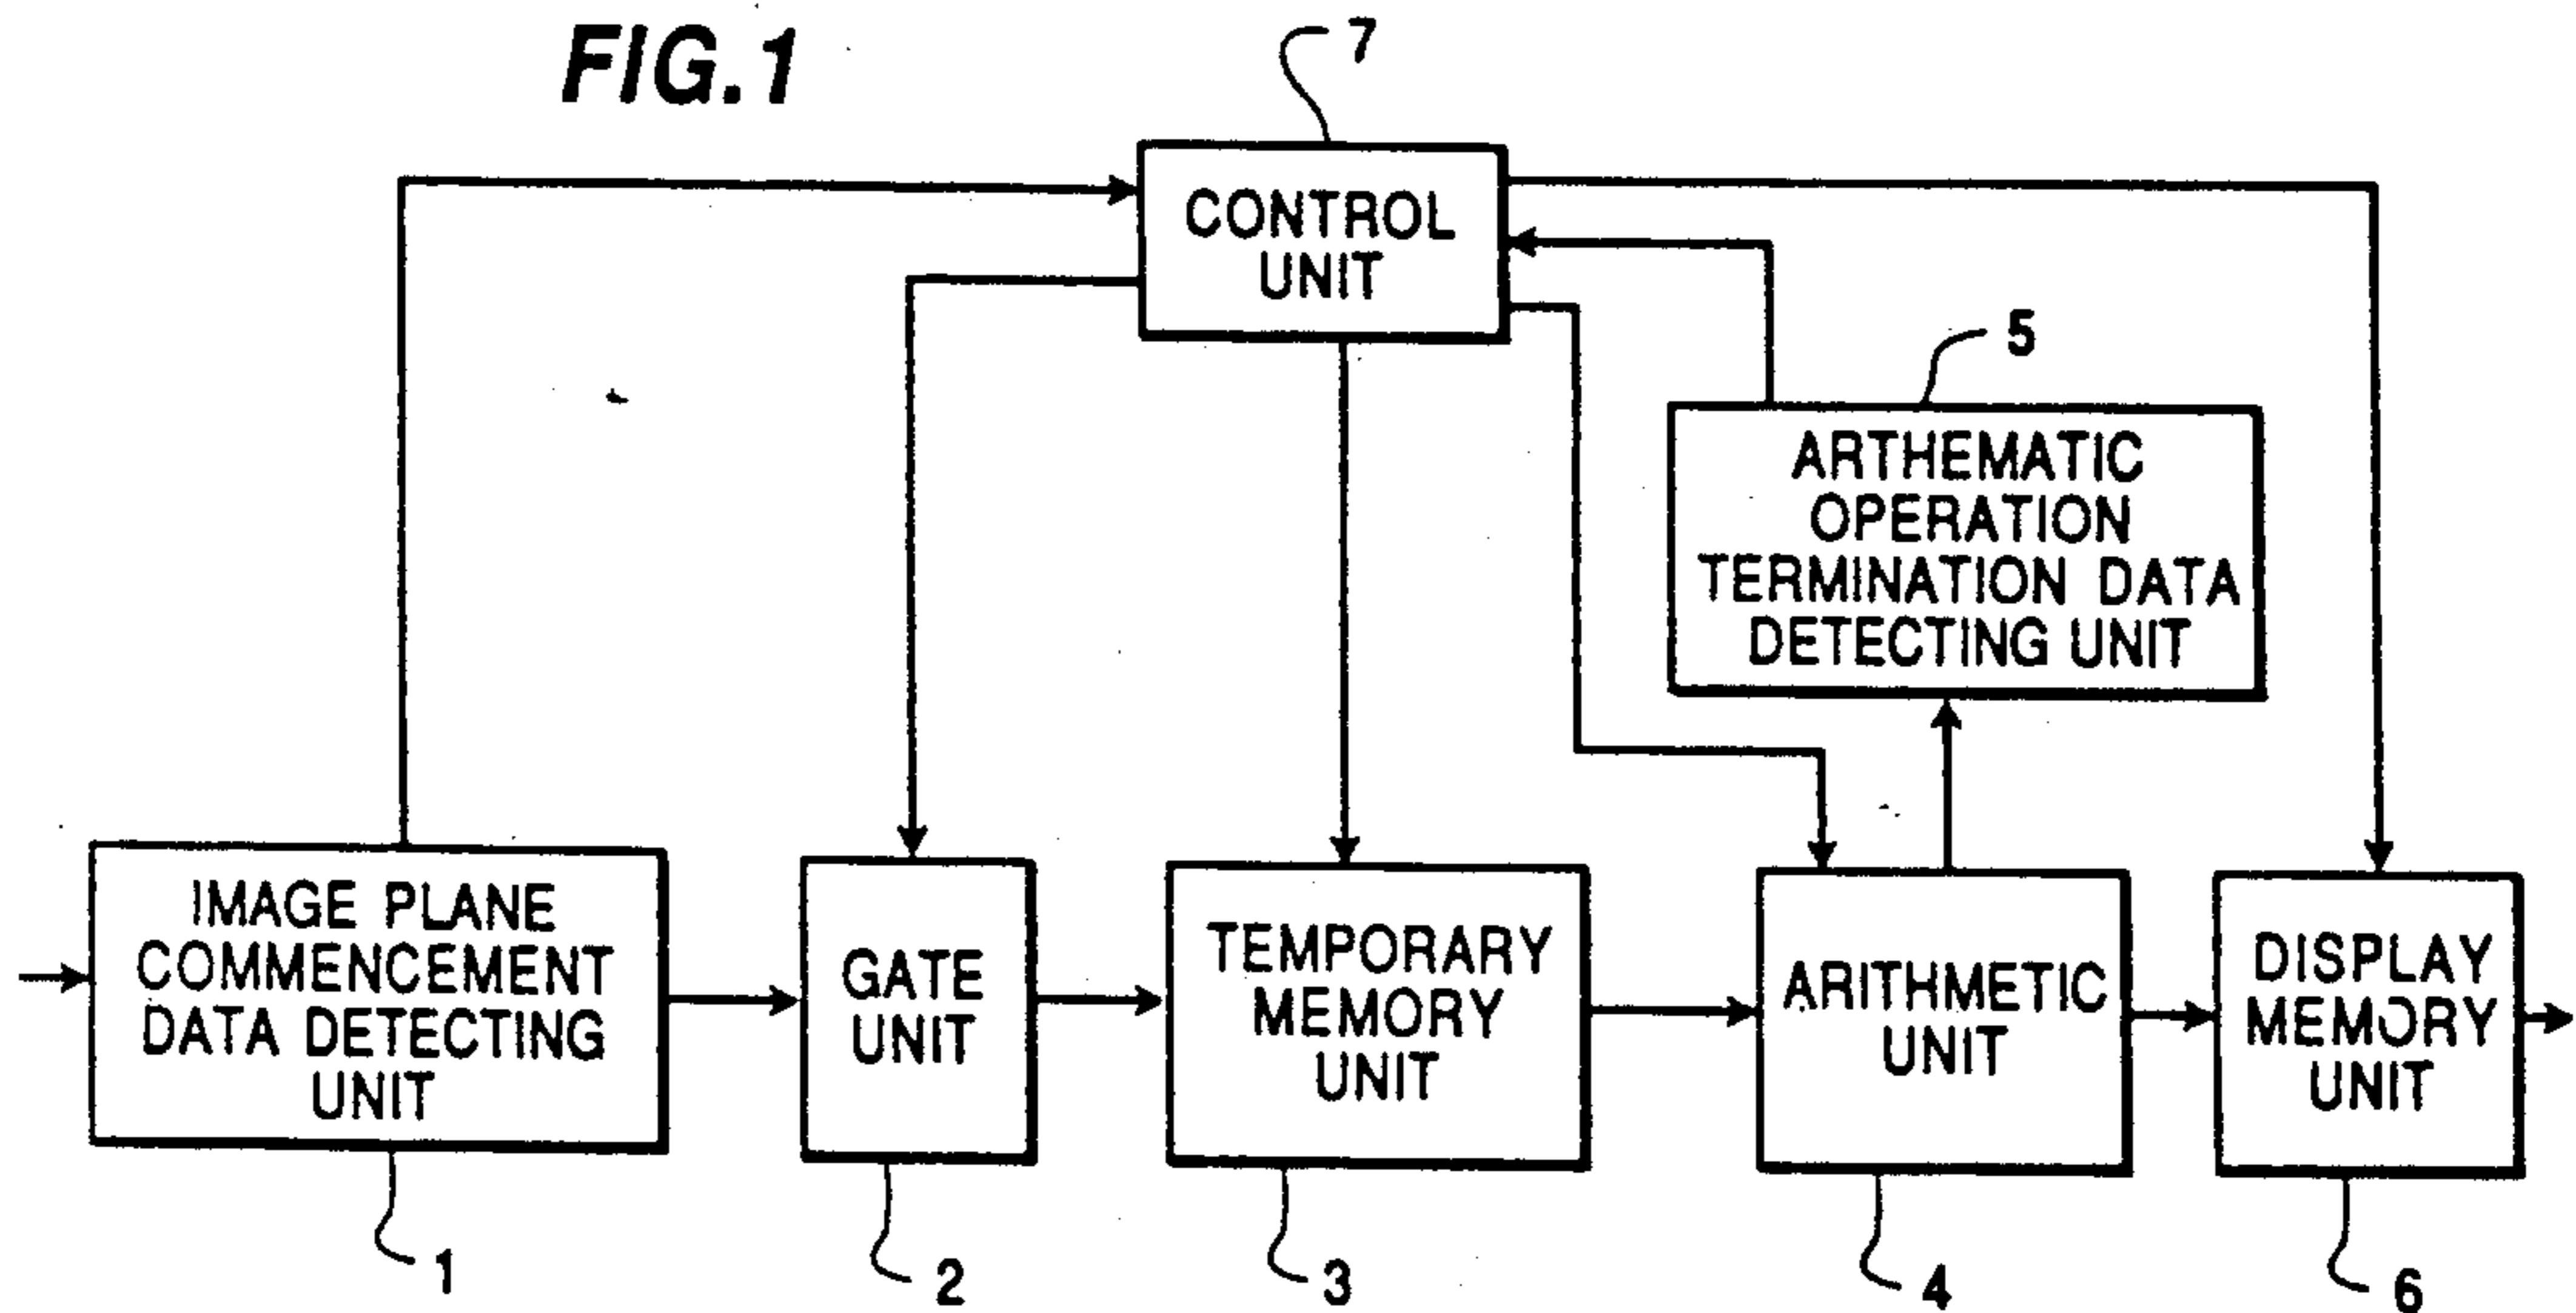 FIG.1
7
CONTROL
UNIT
5
ARTHEMATIC
OPERATION
TERMINATION DATA
DETECTING UNIT
IMAGE PLANE
COMMENCEMENT
DATA DETECTING
UNIT
GATE
UNIT
TEMPORARY
MEMORY
UNIT
ARITHMETIC
UNIT
DISPLAY
MEMORY
UNIT
1
2
3
4
6